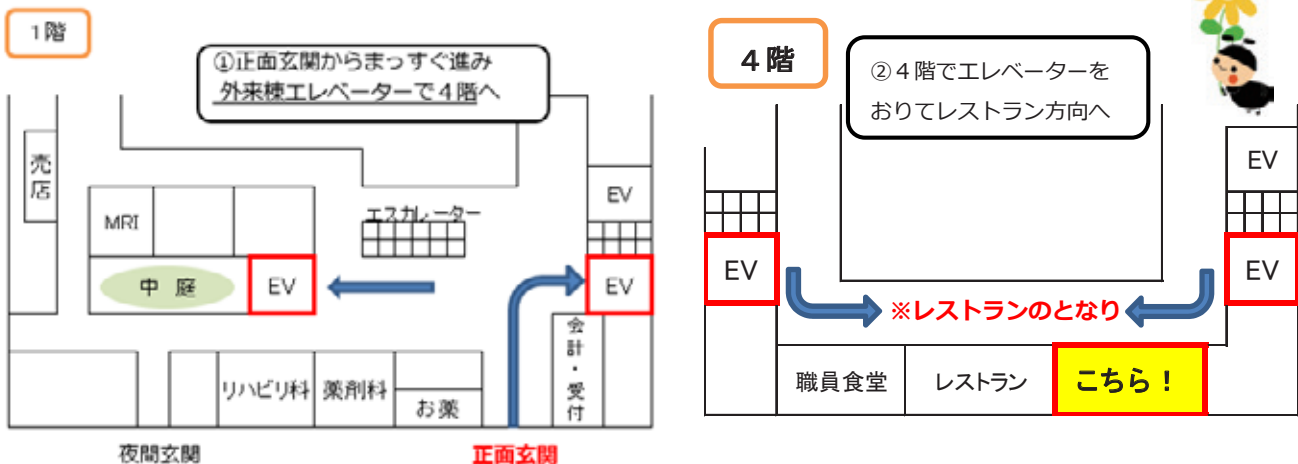 1階
①正面玄関からまっすぐ進み
外来棟エレベーターで4階へ
売店
MRI
エスカレーター
EV
中 庭
EV
EV
会計・受付
リハビリ科
薬剤科
お薬
夜間玄関
正面玄関
4階
②4階でエレベーターを
おりてレストラン方向へ
EV
EV
EV
※レストランのとなり
職員食堂
レストラン
こちら！